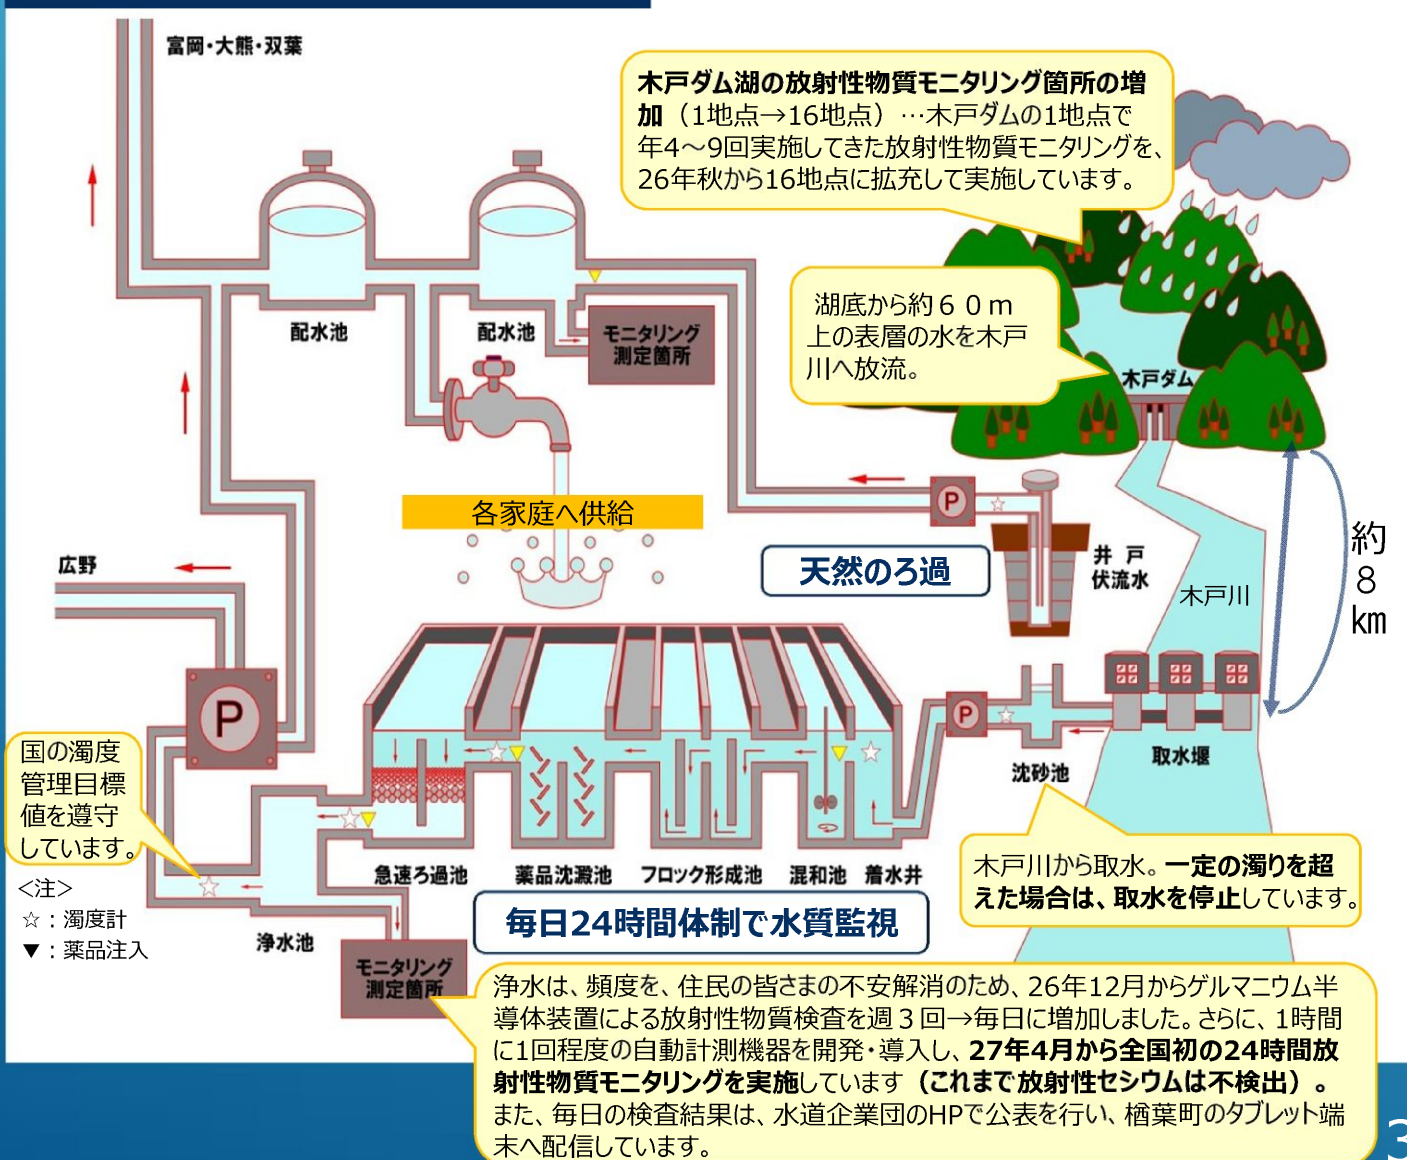 富岡・大熊・双葉
木戸ダム湖の放射性物質モニタリング箇所の増
加（1地点→16地点）…木戸ダムの1地点で
年4～9回実施してきた放射性物質モニタリングを、
26年秋から16地点に拡充して実施しています。
湖底から約６０ｍ
上の表層の水を木戸
川へ放流。
木戸ダム
配水池
配水池
モニタリング
測定箇所
各家庭へ供給
P
天然のろ過
井戸
伏流水
木戸川
約
８
km
広野
P
P
取水堰
沈砂池
国の濁度
管理目標
値を遵守
しています。
木戸川から取水。一定の濁りを超
えた場合は、取水を停止しています。
急速ろ過池
薬品沈澱池
フロック形成池
混和池
着水井
<注>
☆：濁度計
▼：薬品注入
毎日24時間体制で水質監視
浄水池
モニタリング
測定箇所
浄水は、頻度を、住民の皆さまの不安解消のため、26年12月からゲルマニウム半
導体装置による放射性物質検査を週３回→毎日に増加しました。さらに、1時間
に1回程度の自動計測機器を開発・導入し、27年4月から全国初の24時間放
射性物質モニタリングを実施しています（これまで放射性セシウムは不検出）。
また、毎日の検査結果は、水道企業団のHPで公表を行い、楢葉町のタブレット端
末へ配信しています。
3